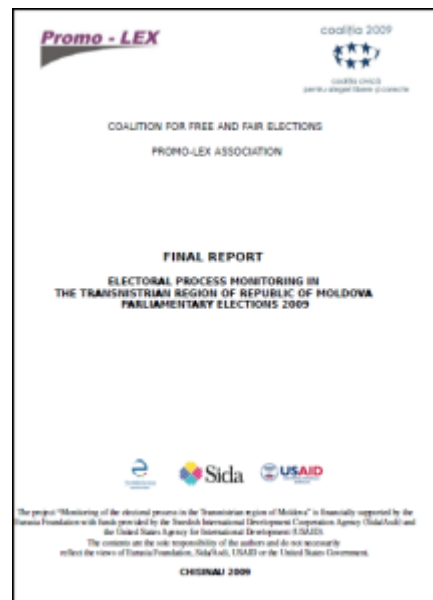 Promo - LEX
coaliția 2009
coaliția civică
pentru alegeri libere și corecte
COALITION FOR FREE AND FAIR ELECTIONS
PROMO-LEX ASSOCIATION
FINAL REPORT
ELECTORAL PROCESS MONITORING IN
THE TRANSNISTRIAN REGION OF REPUBLIC OF MOLDOVA
PARLIAMENTARY ELECTIONS 2009
Sida
USAID
The project "Monitoring of the electoral process in the Transnistrian region of Moldova" is financially supported by the
Eurasia Foundation with funds provided by the Swedish International Development Cooperation Agency (Sida/Asdi) and
the United States Agency for International Development (USAID).
The contents are the sole responsibility of the authors and do not necessarily
reflect the views of Eurasia Foundation, Sida/Asdi, USAID or the United States Government.
CHISINAU 2009